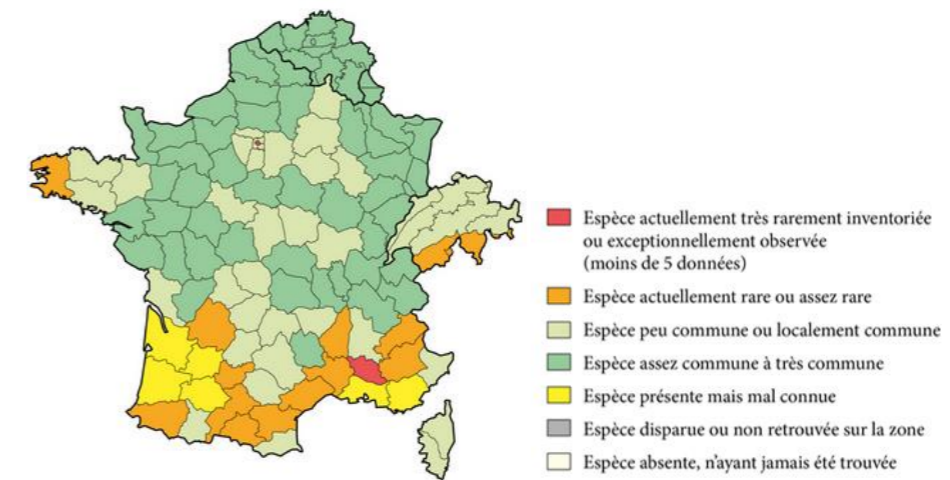 Espèce actuellement très rarement inventoriée
ou exceptionnellement observée
(moins de 5 données)
Espèce actuellement rare ou assez rare
Espèce peu commune ou localement commune
Espèce assez commune à très commune
Espèce présente mais mal connue
Espèce disparue ou non retrouvée sur la zone
Espèce absente, n'ayant jamais été trouvée